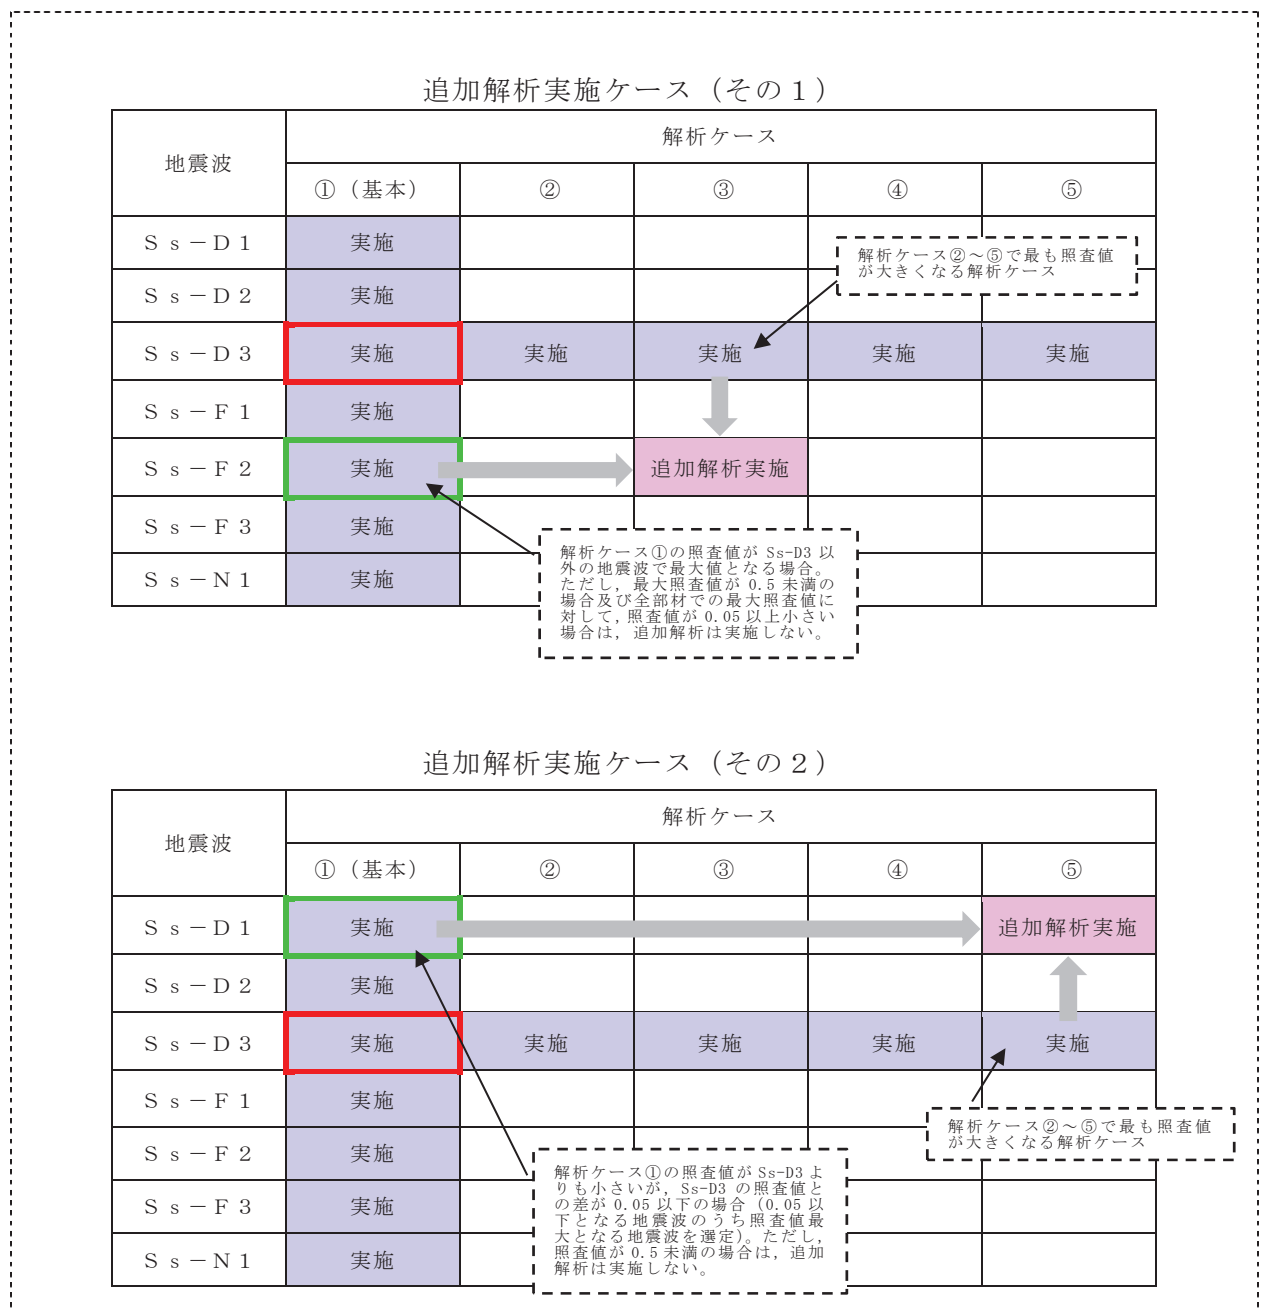 追加解析実施ケース（その１）
地震波
解析ケース
①（基本）
②
③
④
⑤
Ｓｓ－Ｄ１
実施
解析ケース②～⑤で最も照査値
が大きくなる解析ケース
Ｓｓ－Ｄ２
実施
Ｓｓ－Ｄ３
実施
実施
実施
実施
実施
Ｓｓ－Ｆ１
実施
Ｓｓ－Ｆ２
実施
追加解析実施
Ｓｓ－Ｆ３
実施
Ｓｓ－Ｎ１
実施
解析ケース①の照査値が Ss-D3 以
外の地震波で最大値となる場合。
ただし，最大照査値が 0.5 未満の
場合及び全部材での最大照査値に
対して，照査値が 0.05 以上小さい
場合は，追加解析は実施しない。
追加解析実施ケース（その２）
地震波
解析ケース
①（基本）
②
③
④
⑤
Ｓｓ－Ｄ１
実施
追加解析実施
Ｓｓ－Ｄ２
実施
Ｓｓ－Ｄ３
実施
実施
実施
実施
実施
Ｓｓ－Ｆ１
実施
解析ケース②～⑤で最も照査値
が大きくなる解析ケース
Ｓｓ－Ｆ２
実施
Ｓｓ－Ｆ３
実施
Ｓｓ－Ｎ１
実施
解析ケース①の照査値が Ss-D3 よ
りも小さいが，Ss-D3 の照査値と
の差が 0.05 以下の場合（0.05 以
下となる地震波のうち照査値最
大となる地震波を選定）。ただし，
照査値が 0.5 未満の場合は，追加
解析は実施しない。